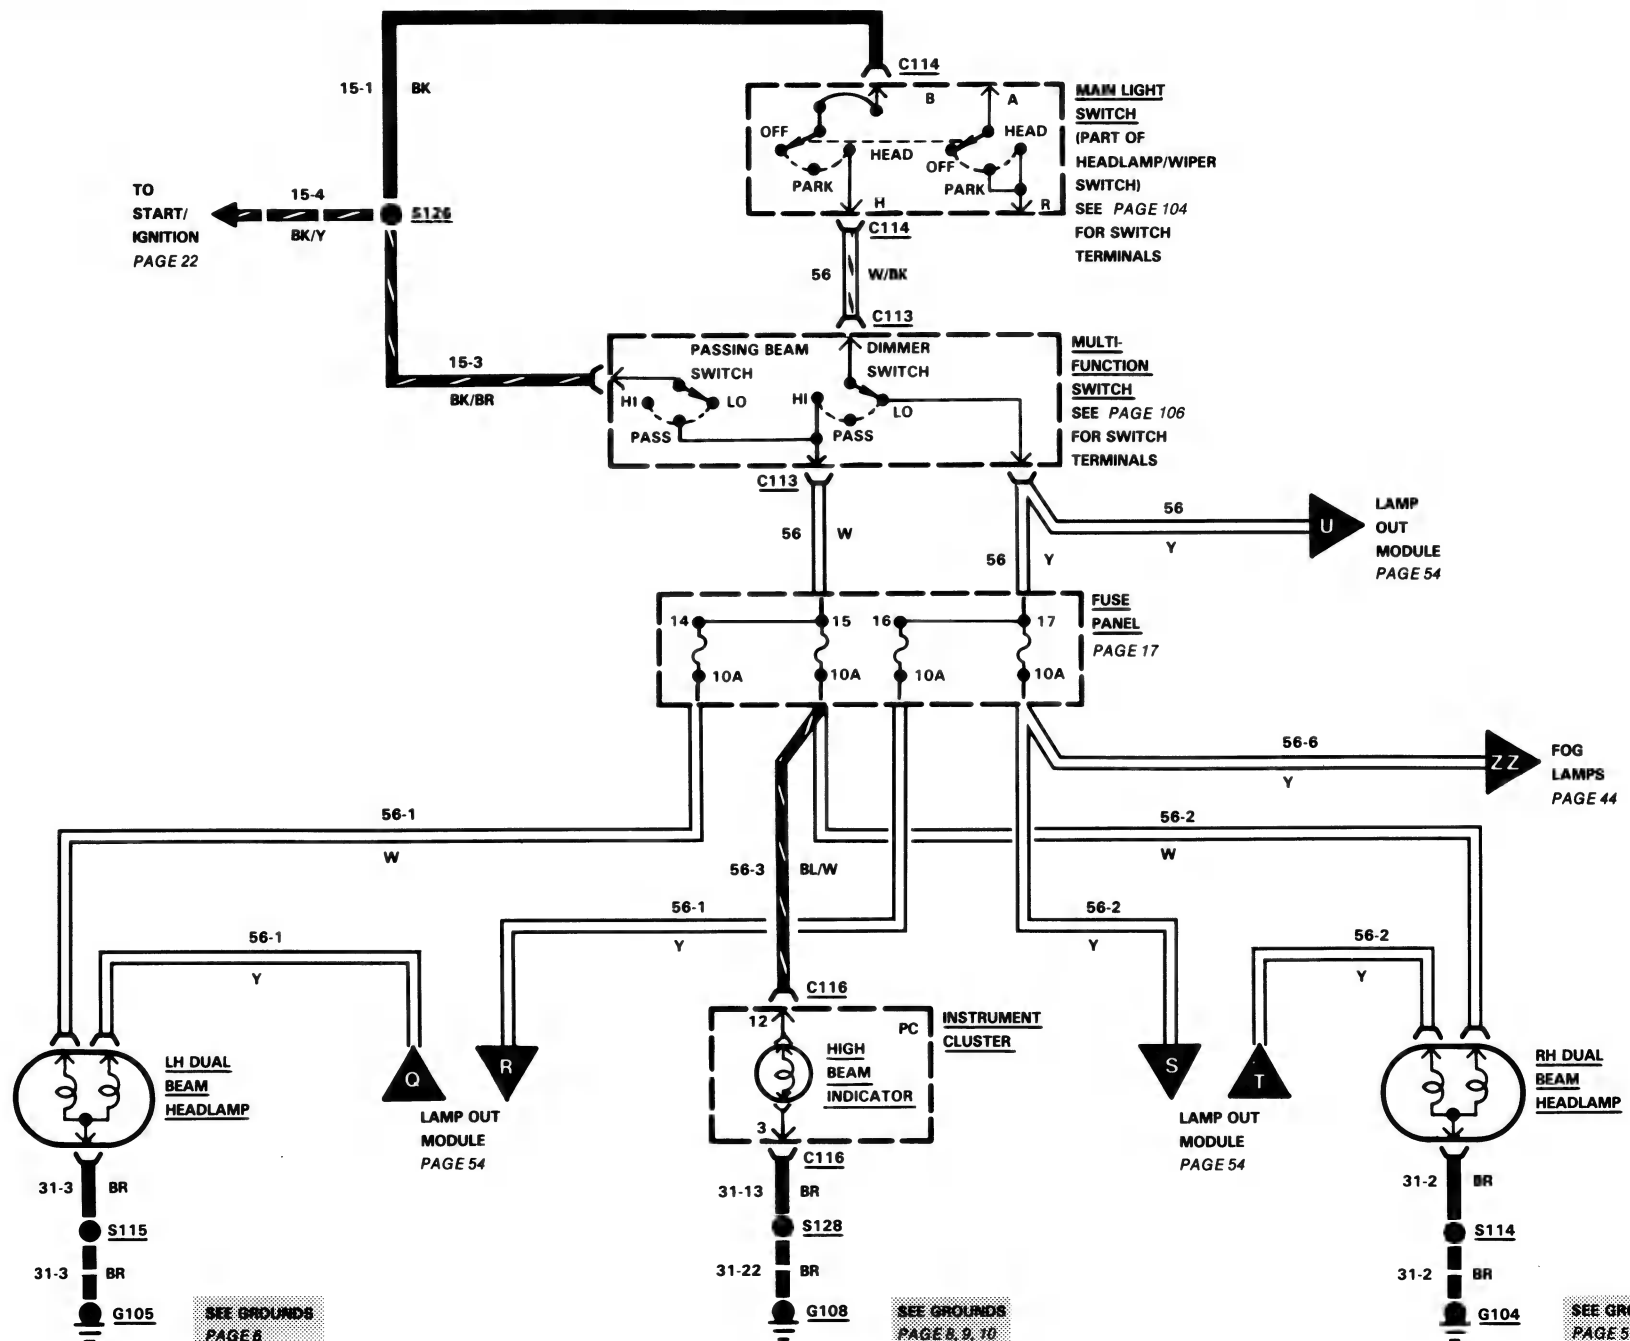 C114
15-1 BK
B A
MAIN LIGHT
SWITCH
(PART OF
HEADLAMP/WIPER
SWITCH)
SEE PAGE 104
FOR SWITCH
TERMINALS
OFF HEAD PARK
OFF HEAD PARK
H R
TO
START/
IGNITION
PAGE 22
15-4
BK/Y
S126
C114
56 W/BK
C113
15-3
BK/BR
PASSING BEAM
SWITCH
HI LO
PASS
DIMMER
SWITCH
HI LO
PASS
MULTI-
FUNCTION
SWITCH
SEE PAGE 106
FOR SWITCH
TERMINALS
C113
56 W
56 Y
56
Y
U
LAMP
OUT
MODULE
PAGE 54
14 15 16 17
10A 10A 10A 10A
FUSE
PANEL
PAGE 17
56-6
Y
ZZ
FOG
LAMPS
PAGE 44
56-1
W
56-2
W
56-3 BL/W
56-1
Y
56-1
Y
56-2
Y
56-2
Y
C116
12 PC
HIGH
BEAM
INDICATOR
3
INSTRUMENT
CLUSTER
LH DUAL
BEAM
HEADLAMP
Q R
LAMP OUT
MODULE
PAGE 54
S T
LAMP OUT
MODULE
PAGE 54
RH DUAL
BEAM
HEADLAMP
C116
31-3 BR
S115
31-3 BR
G105
SEE GROUNDS
PAGE 6
31-13 BR
S128
31-22 BR
G108
SEE GROUNDS
PAGE 8, 9, 10
31-2 BR
S114
31-2 BR
G104
SEE GR
PAGE 5